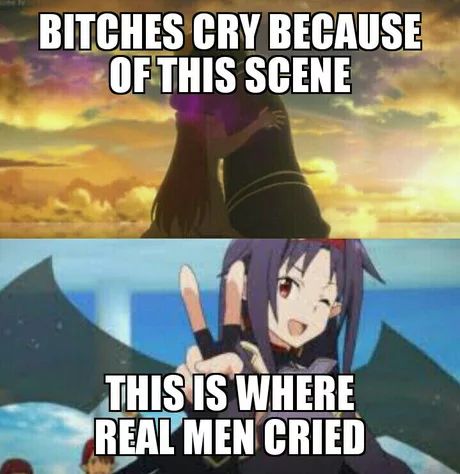 BITCHES CRY BECAUSE
OF THIS SCENE
THIS IS WHERE
REAL MEN CRIED